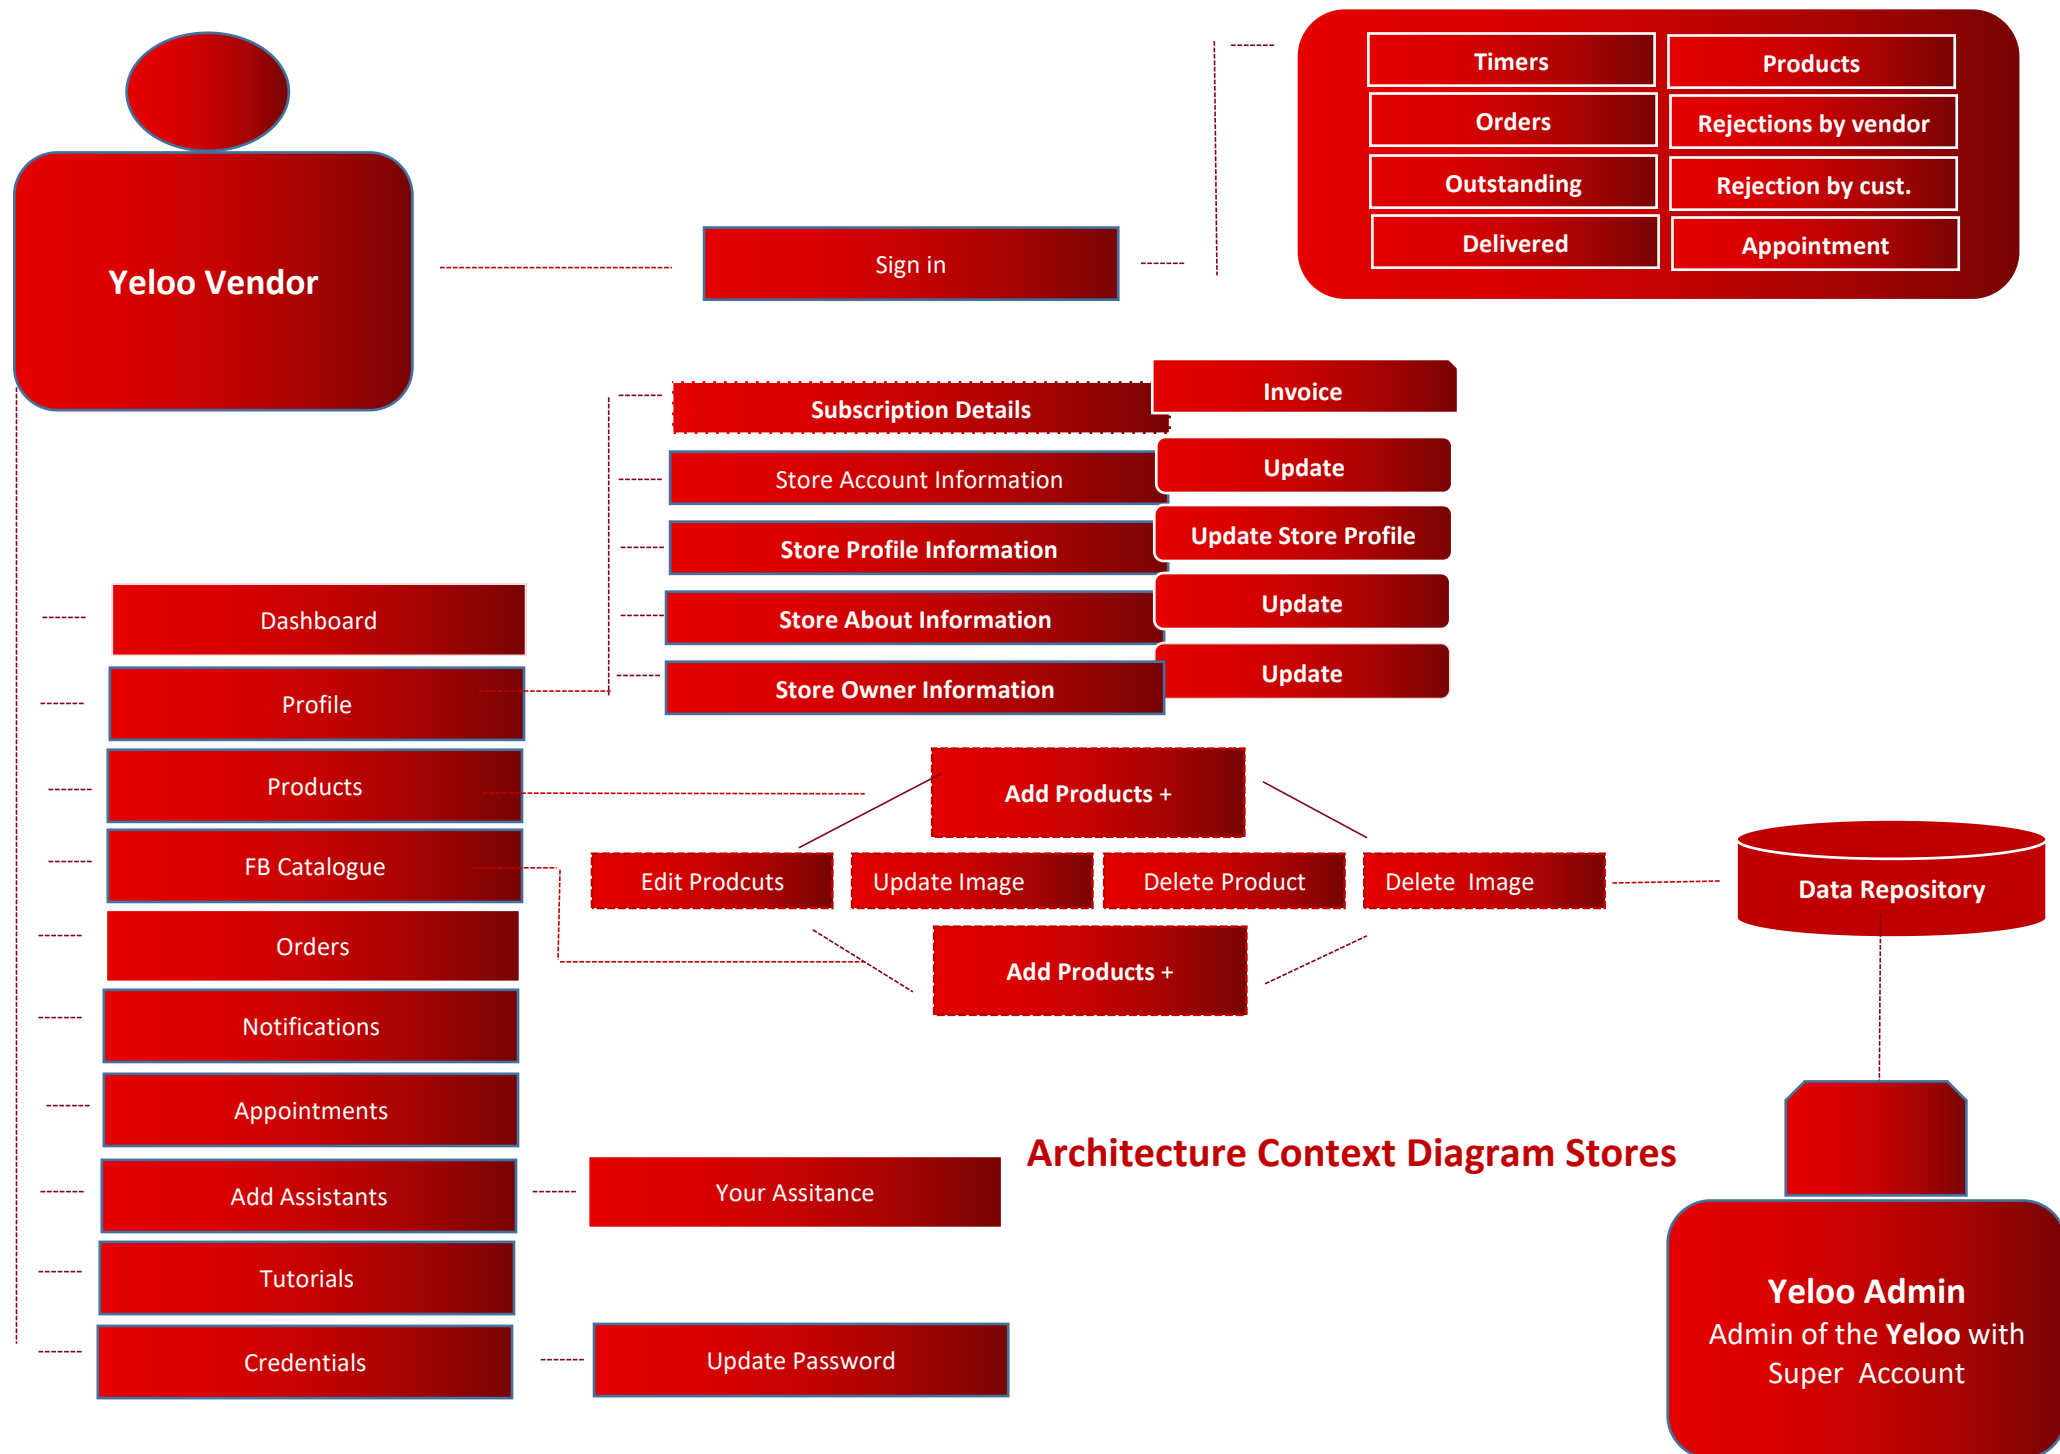 Timers
Products
Orders
Rejections by vendor
Outstanding
Rejection by cust.
Delivered
Appointment
Yeloo Vendor
Sign in
Subscription Details
Invoice
Store Account Information
Update
Store Profile Information
Update Store Profile
Store About Information
Update
Store Owner Information
Update
Dashboard
Profile
Products
FB Catalogue
Orders
Notifications
Appointments
Add Assistants
Tutorials
Credentials
Add Products +
Edit Prodcuts
Update Image
Delete Product
Delete  Image
Add Products +
Data Repository
Your Assitance
Update Password
Architecture Context Diagram Stores
Yeloo Admin
Admin of the Yeloo with
Super  Account